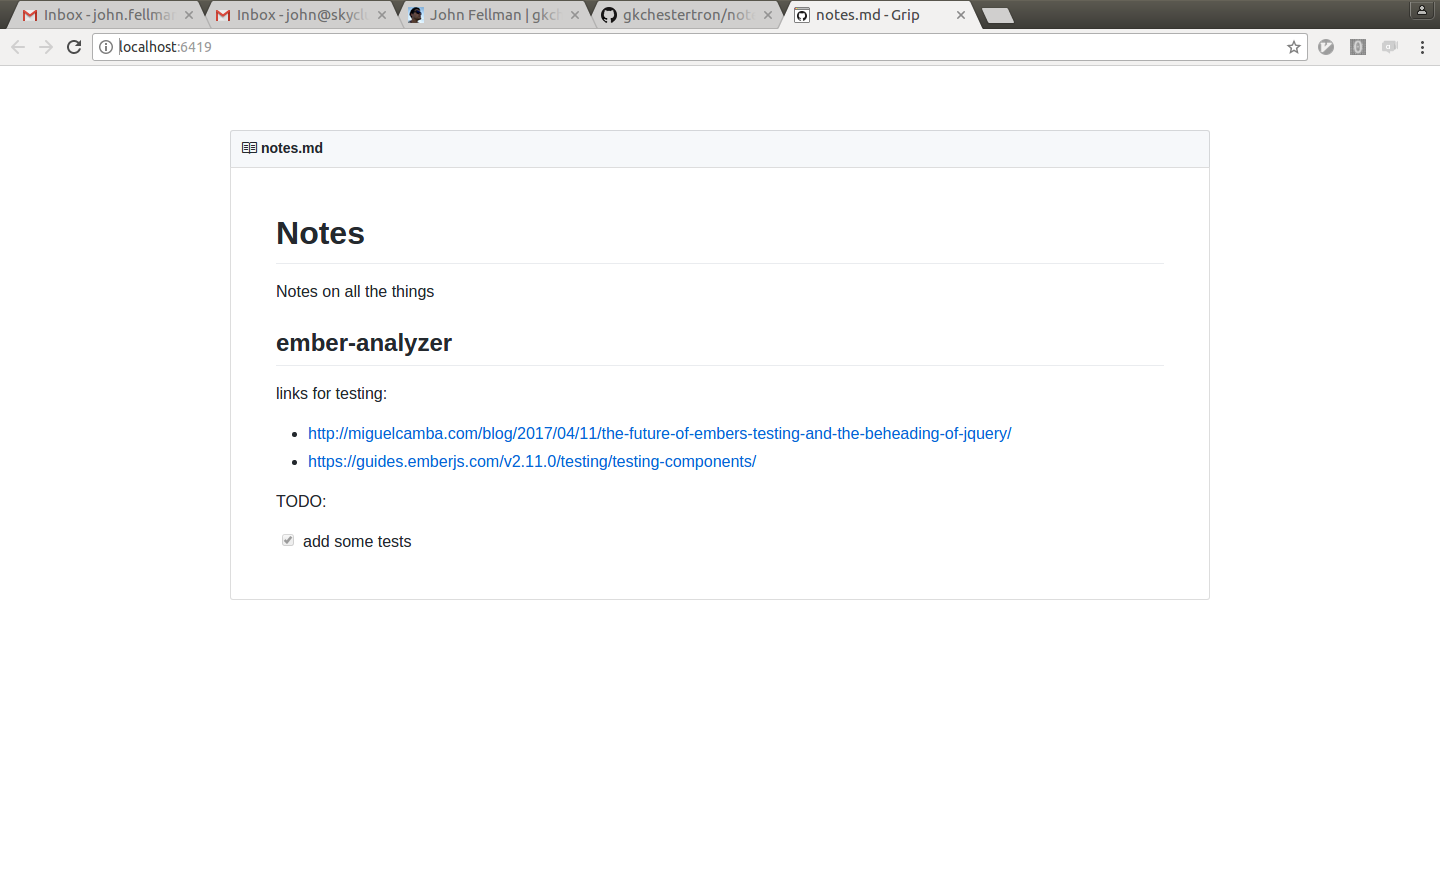 Inbox - john.fellma
Inbox - john@skycl
John Fellman | gkc
gkchestertron/not
notes.md - Grip
localhost:6419
notes.md
Notes
Notes on all the things
ember-analyzer
links for testing:
http://miguelcamba.com/blog/2017/04/11/the-future-of-embers-testing-and-the-beheading-of-jquery/
https://guides.emberjs.com/v2.11.0/testing/testing-components/
TODO:
add some tests